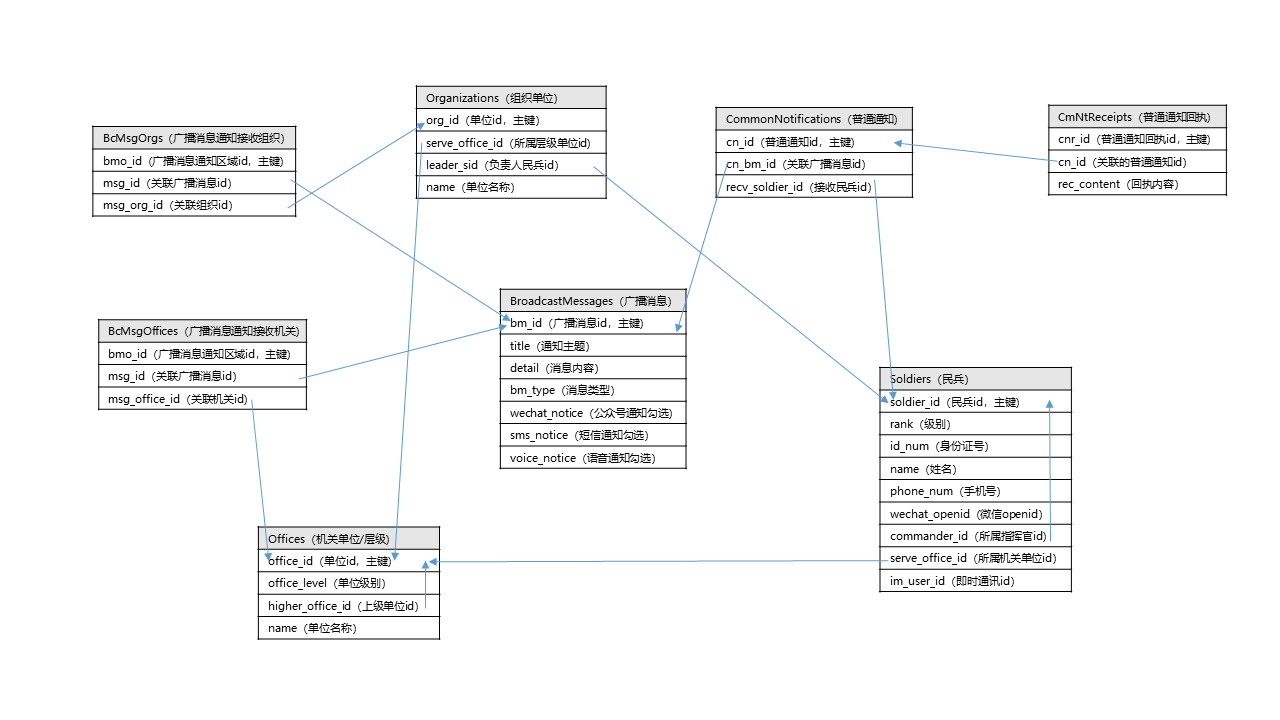 Organizations（组织单位）
org_id（单位id，主键）
serve_office_id（所属层级单位id）
leader_sid（负责人民兵id）
name（单位名称）
CommonNotifications（普通通知）
cn_id（普通通知id，主键）
cn_bm_id（关联广播消息id）
recv_soldier_id（接收民兵id）
CmNtReceipts（普通通知回执）
cnr_id（普通通知回执id，主键）
cn_id（关联的普通通知id）
rec_content（回执内容）
BcMsgOrgs（广播消息通知接收组织）
bmo_id（广播消息通知区域id，主键）
msg_id（关联广播消息id）
msg_org_id（关联组织id）
BroadcastMessages（广播消息）
bm_id（广播消息id，主键）
title（通知主题）
detail（消息内容）
bm_type（消息类型）
wechat_notice（公众号通知勾选）
sms_notice（短信通知勾选）
voice_notice（语音通知勾选）
BcMsgOffices（广播消息通知接收机关）
bmo_id（广播消息通知区域id，主键）
msg_id（关联广播消息id）
msg_office_id（关联机关id）
Soldiers（民兵）
soldier_id（民兵id，主键）
rank（级别）
id_num（身份证号）
name（姓名）
phone_num（手机号）
wechat_openid（微信openid）
commander_id（所属指挥官id）
serve_office_id（所属机关单位id）
im_user_id（即时通讯id）
Offices（机关单位/层级）
office_id（单位id，主键）
office_level（单位级别）
higher_office_id（上级单位id）
name（单位名称）